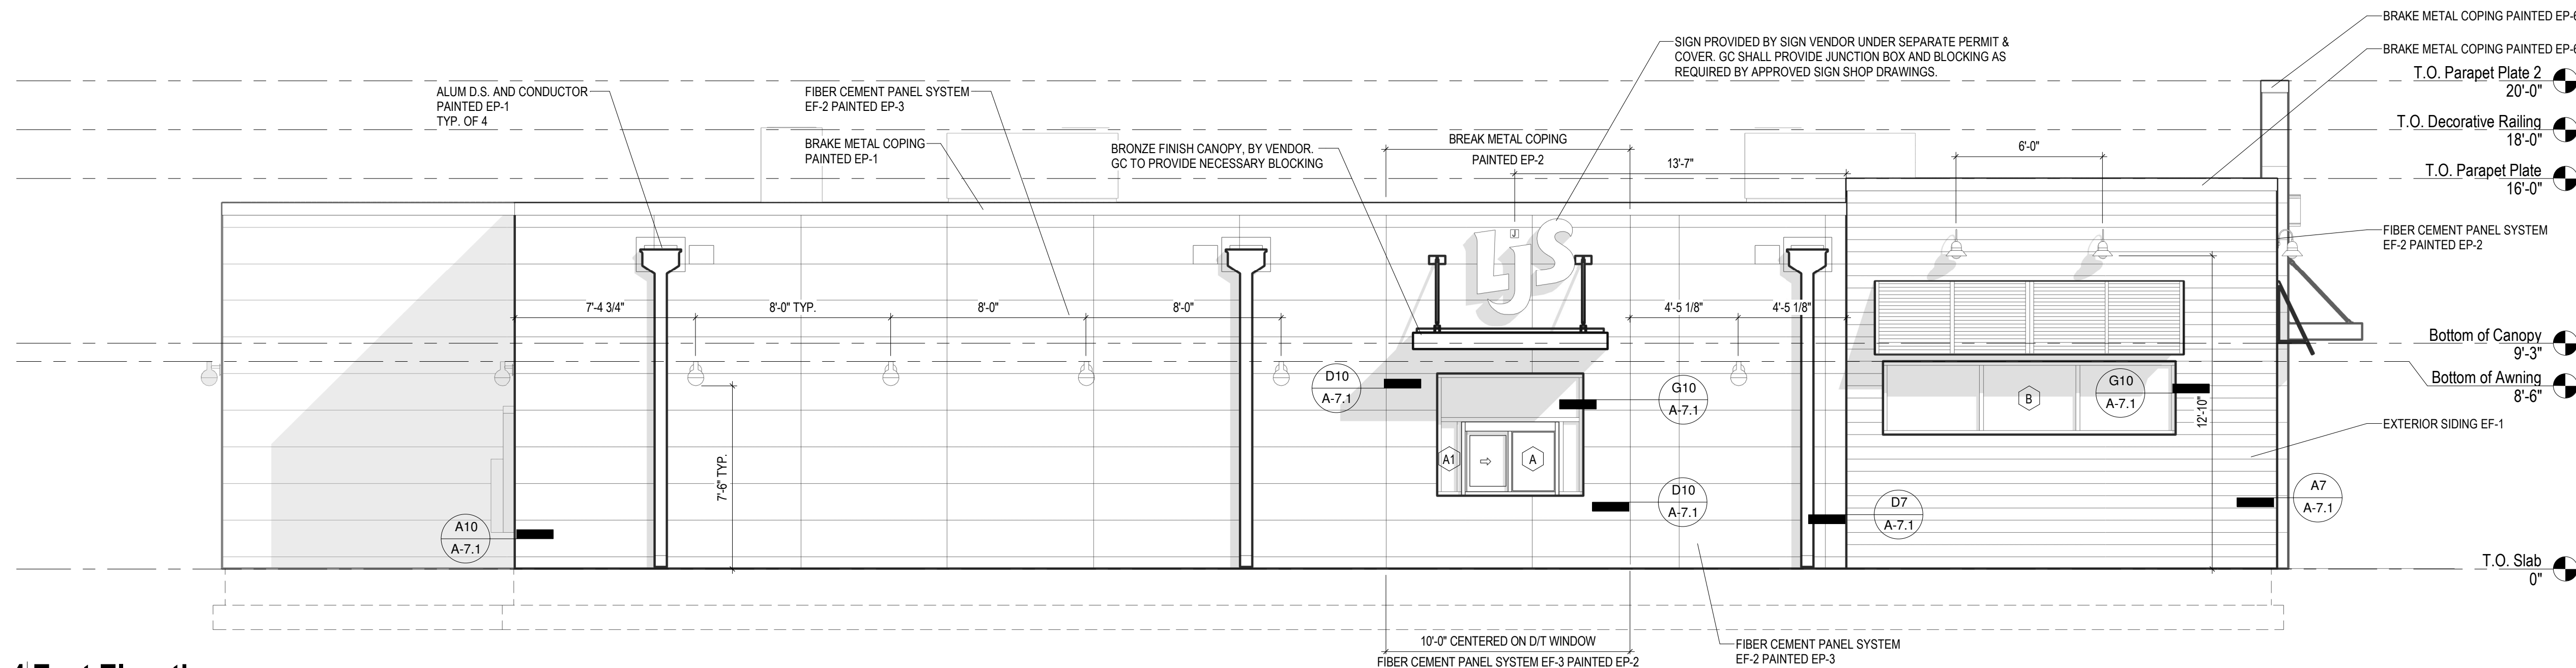 BRAKE METAL COPING PAINTED EP-6
BRAKE METAL COPING PAINTED EP-6
SIGN PROVIDED BY SIGN VENDOR UNDER SEPARATE PERMIT &
COVER. GC SHALL PROVIDE JUNCTION BOX AND BLOCKING AS
REQUIRED BY APPROVED SIGN SHOP DRAWINGS.
ALUM D.S. AND CONDUCTOR
PAINTED EP-1
TYP. OF 4
FIBER CEMENT PANEL SYSTEM
EF-2 PAINTED EP-3
BRAKE METAL COPING
PAINTED EP-1
BRONZE FINISH CANOPY, BY VENDOR.
GC TO PROVIDE NECESSARY BLOCKING
BREAK METAL COPING
PAINTED EP-2
13'-7"
6'-0"
T.O. Parapet Plate 2
20'-0"
T.O. Decorative Railing
18'-0"
T.O. Parapet Plate
16'-0"
FIBER CEMENT PANEL SYSTEM
EF-2 PAINTED EP-2
J
LJS
7'-4 3/4"
8'-0" TYP.
8'-0"
8'-0"
4'-5 1/8"
4'-5 1/8"
Bottom of Canopy
9'-3"
Bottom of Awning
8'-6"
D10
A-7.1
G10
A-7.1
B
G10
A-7.1
12'-10"
EXTERIOR SIDING EF-1
7'-6" TYP.
A1
A
A10
A-7.1
D10
A-7.1
D7
A-7.1
A7
A-7.1
T.O. Slab
0"
10'-0" CENTERED ON D/T WINDOW
FIBER CEMENT PANEL SYSTEM EF-3 PAINTED EP-2
FIBER CEMENT PANEL SYSTEM
EF-2 PAINTED EP-3